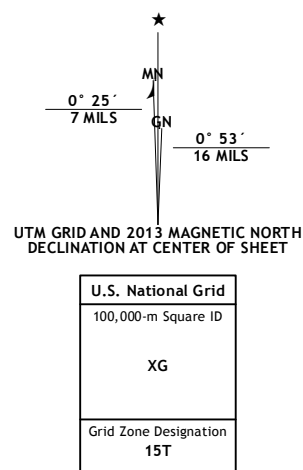 ★
MN
0° 25´
7 MILS
GN
0° 53´
16 MILS
UTM GRID AND 2013 MAGNETIC NORTH
DECLINATION AT CENTER OF SHEET
U.S. National Grid
100,000-m Square ID
XG
Grid Zone Designation
15T